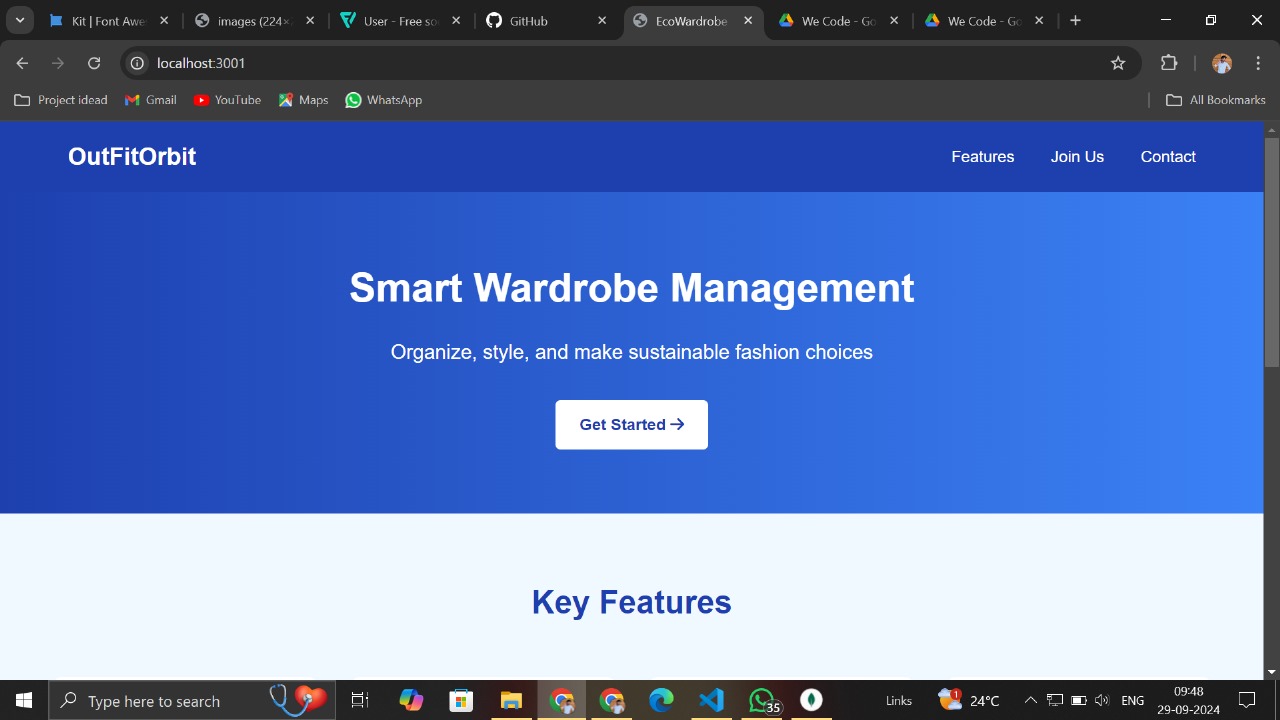 Kit | Font Awe
images (224×
User - Free so
GitHub
EcoWardrobe
We Code - Go
We Code - Go
localhost:3001
Project idead
Gmail
YouTube
Maps
WhatsApp
All Bookmarks
OutFitOrbit
Features
Join Us
Contact
Smart Wardrobe Management
Organize, style, and make sustainable fashion choices
Get Started →
Key Features
Type here to search
35
Links
1
24°C
ENG
09:48
29-09-2024